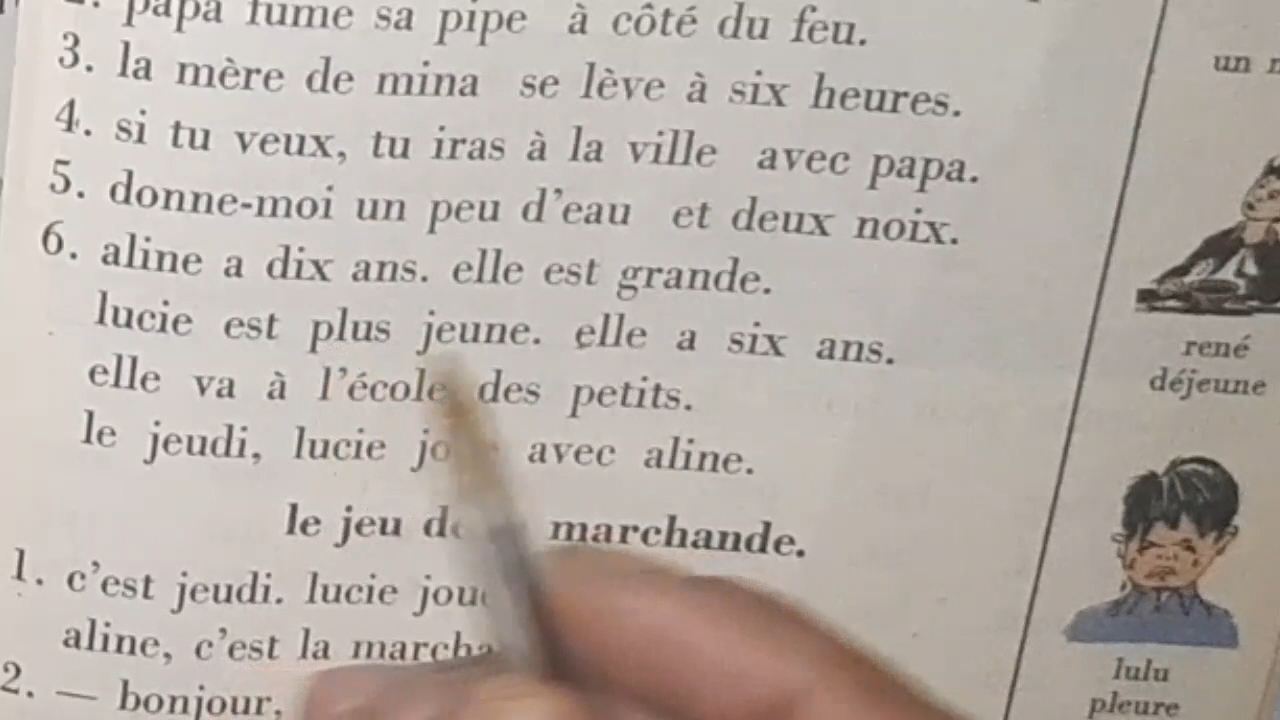 papa fume sa pipe à côté du feu.
3. la mère de mina se lève à six heures.
4. si tu veux, tu iras à la ville avec papa.
5. donne-moi un peu d'eau et deux noix.
6. aline a dix ans. elle est grande.
lucie est plus jeune. elle a six ans.
elle va à l'école des petits.
le jeudi, lucie avec aline.
le jeu marchande.
1. c'est jeudi. lucie
aline, c'est la
2. — bonjour,
un
rené
déjeune
lulu
pleure